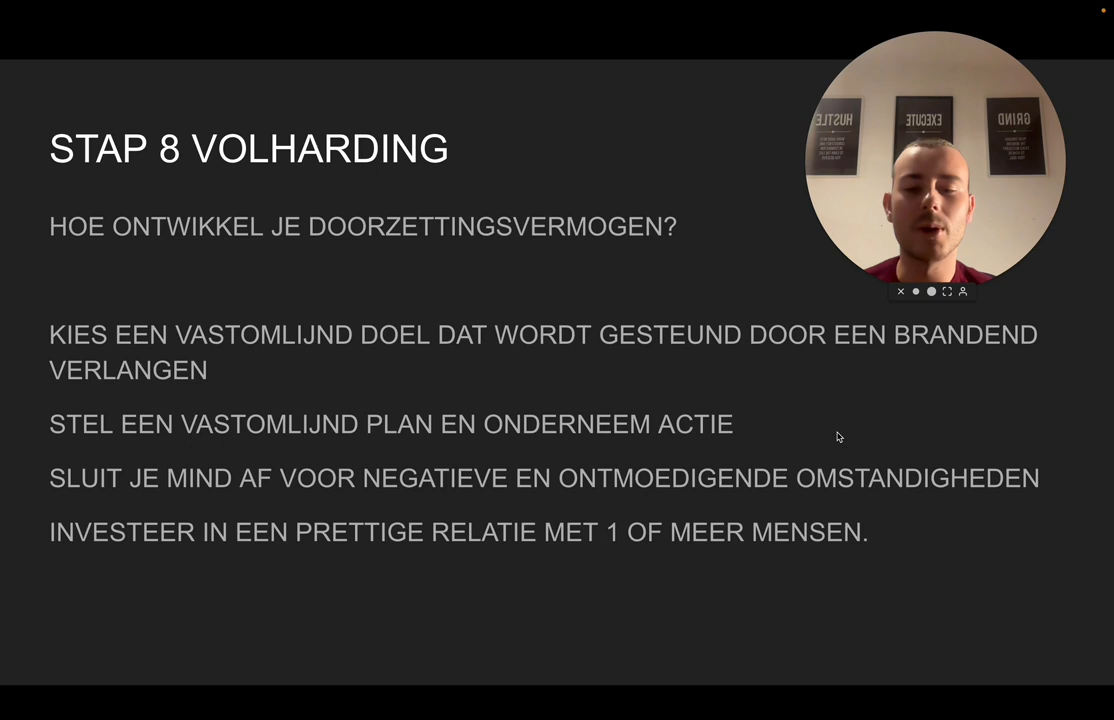 STAP 8 VOLHARDING
HOE ONTWIKKEL JE DOORZETTINGSVERMOGEN?
KIES EEN VASTOMLIJND DOEL DAT WORDT GESTEUND DOOR EEN BRANDEND
VERLANGEN
STEL EEN VASTOMLIJND PLAN EN ONDERNEEM ACTIE
SLUIT JE MIND AF VOOR NEGATIEVE EN ONTMOEDIGENDE OMSTANDIGHEDEN
INVESTEER IN EEN PRETTIGE RELATIE MET 1 OF MEER MENSEN.
HUSTLE
EXECUTE
GRIND